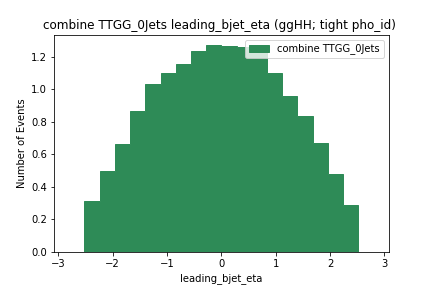 combine TTGG_0Jets leading_bjet_eta (ggHH; tight pho_id)
combine TTGG_0Jets
Number of Events
1.2
1.0
0.8
0.6
0.4
0.2
0.0
−3 −2 −1 0 1 2 3
leading_bjet_eta